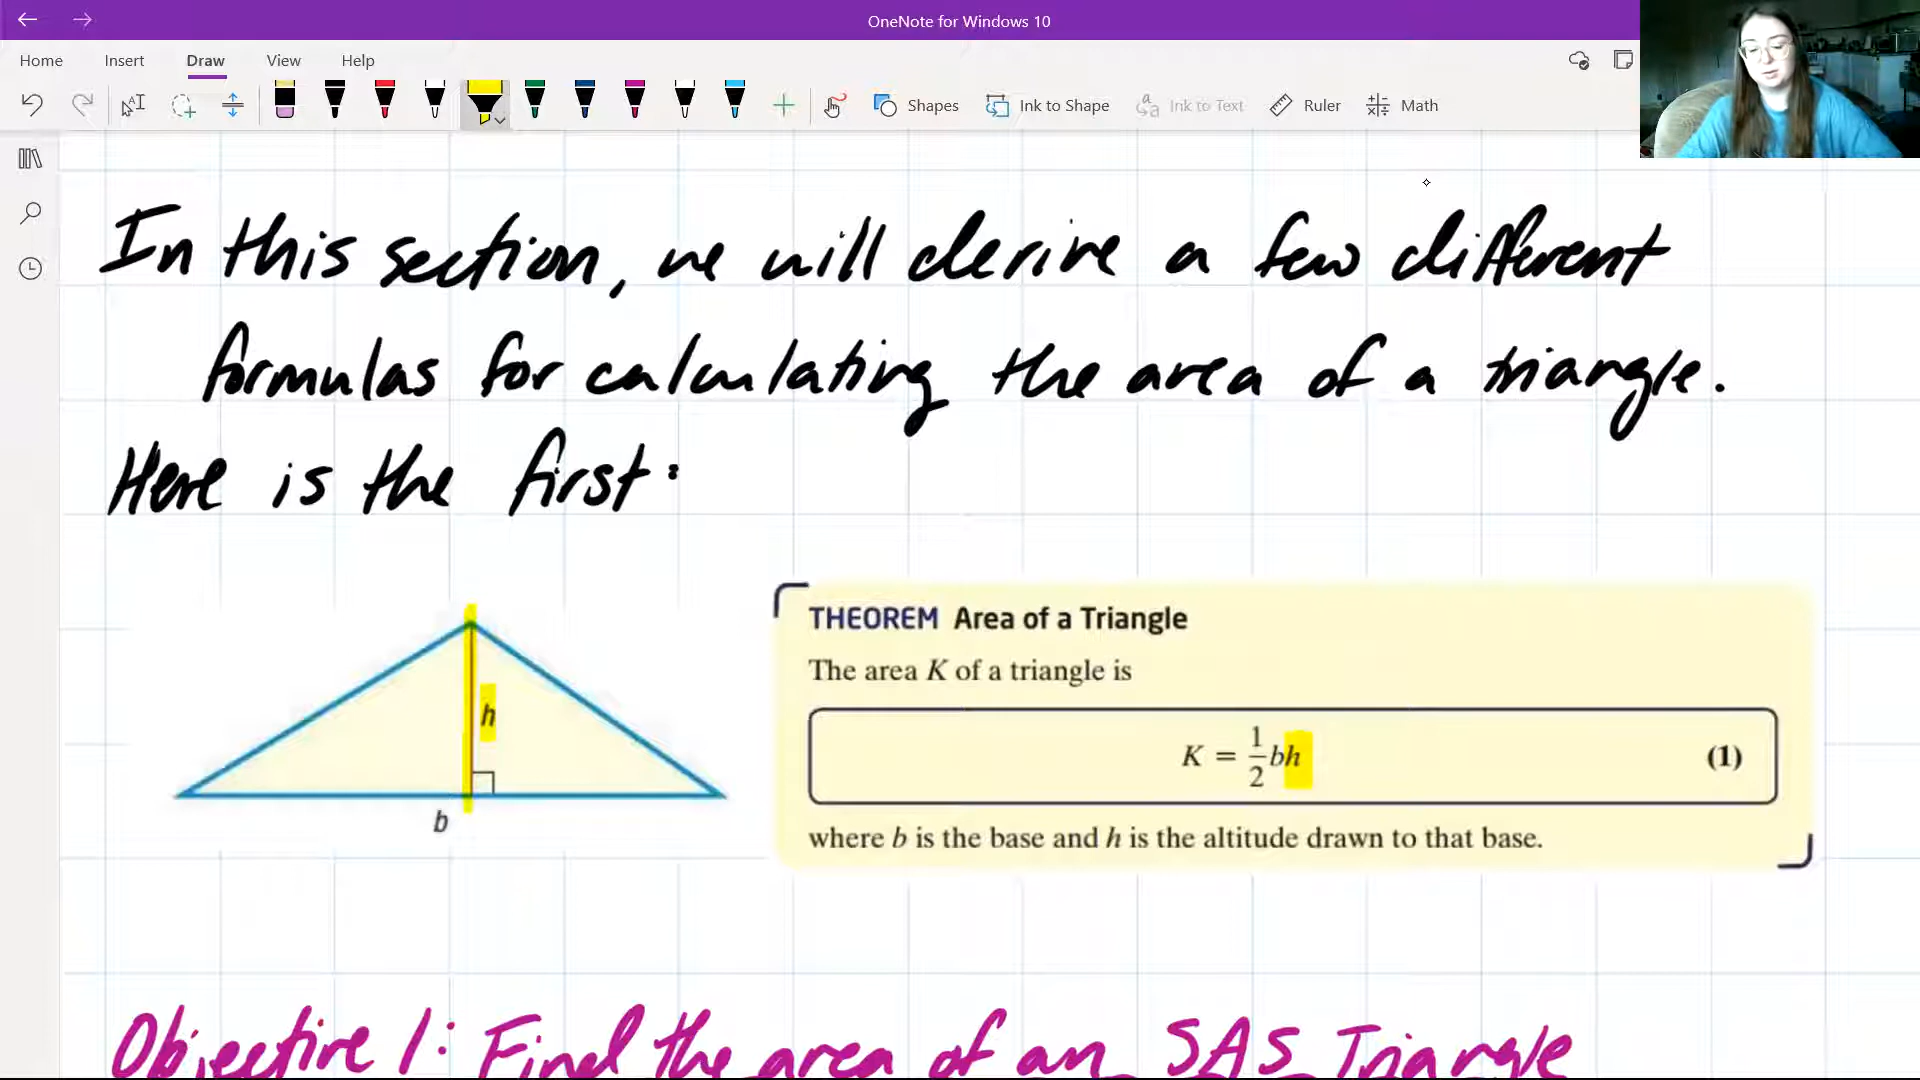 OneNote for Windows 10
Home Insert Draw View Help
Shapes Ink to Shape Ink to Text Ruler Math
In this section, we will derive a few different
formulas for calculating the area of a triangle.
Here is the first:
h
b
THEOREM Area of a Triangle
The area K of a triangle is
K = 1/2 bh (1)
where b is the base and h is the altitude drawn to that base.
Objective 1: Find the area of an SAS Triangle